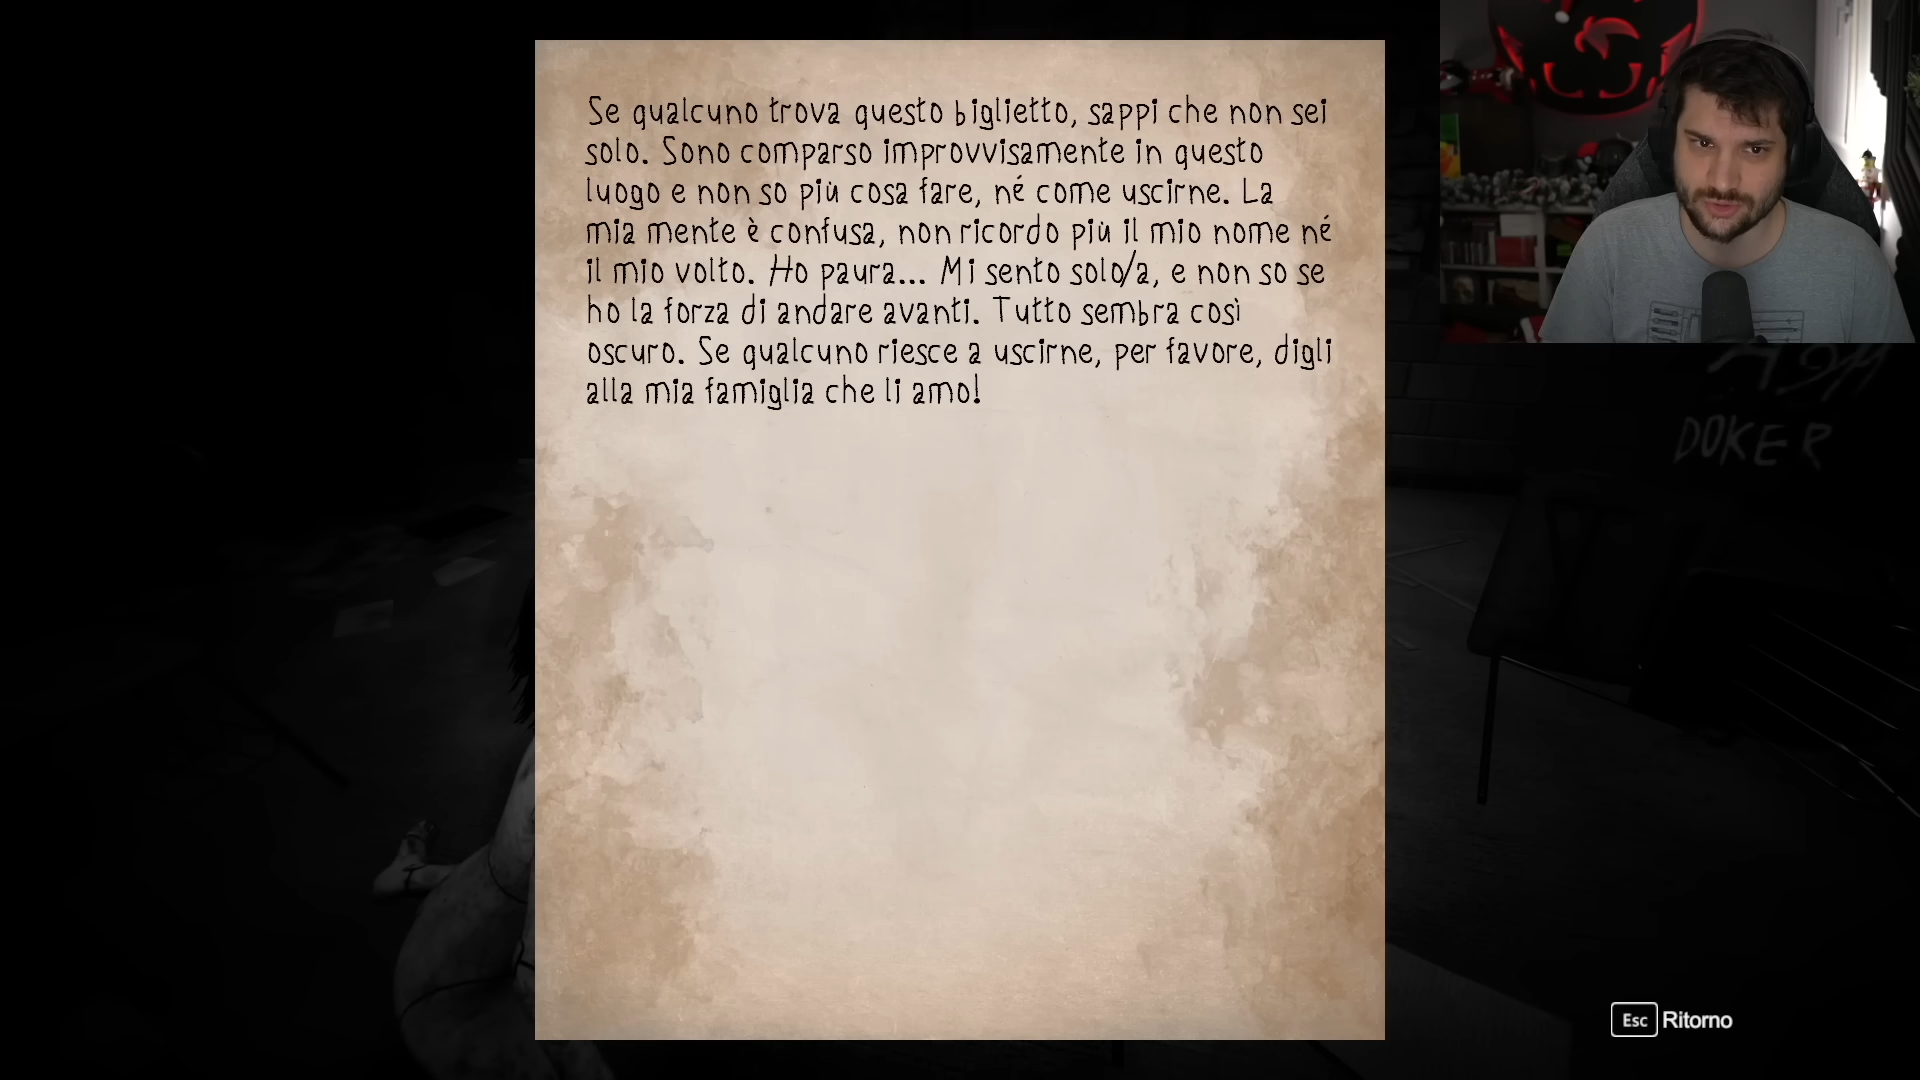 Se qualcuno trova questo biglietto, sappi che non sei
solo. Sono comparso improvvisamente in questo
luogo e non so più cosa fare, né come uscirne. La
mia mente è confusa, non ricordo più il mio nome né
il mio volto. Ho paura... Mi sento solo/a, e non so se
ho la forza di andare avanti. Tutto sembra così
oscuro. Se qualcuno riesce a uscirne, per favore, digli
alla mia famiglia che li amo!
DOKER
Esc Ritorno